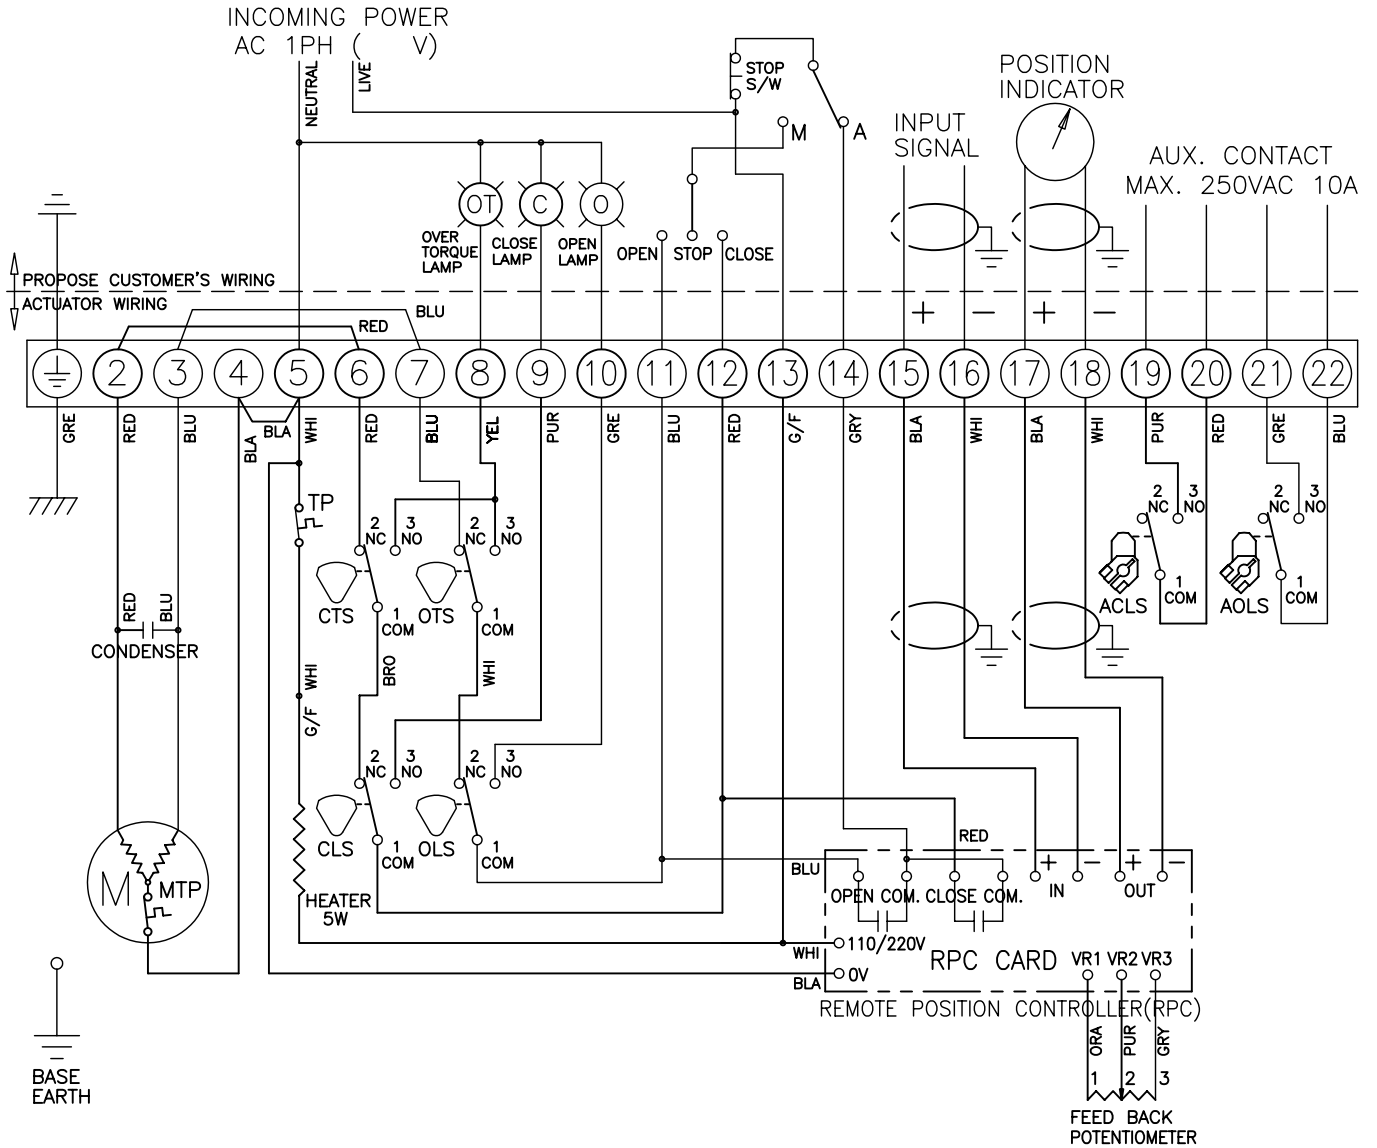 INCOMING POWER
AC 1PH ( V)
NEUTRAL
LIVE
STOP
S/W
M
A
INPUT
SIGNAL
POSITION
INDICATOR
AUX. CONTACT
MAX. 250VAC 10A
OT
C
O
OVER
TORQUE
LAMP
CLOSE
LAMP
OPEN
LAMP
OPEN
STOP
CLOSE
PROPOSE CUSTOMER'S WIRING
ACTUATOR WIRING
BLU
RED
+
−
+
−
2
3
4
5
6
7
8
9
10
11
12
13
14
15
16
17
18
19
20
21
22
GRE
RED
BLU
BLA
BLA
WHI
RED
BLU
YEL
PUR
GRE
BLU
RED
G/F
GRY
BLA
WHI
BLA
WHI
PUR
RED
GRE
BLU
TP
2
NC
3
NO
2
NC
3
NO
2
NC
3
NO
2
NC
3
NO
CTS
1
COM
OTS
1
COM
ACLS
1
COM
AOLS
1
COM
RED
BLU
CONDENSER
WHI
G/F
BRO
WHI
2
NC
3
NO
2
NC
3
NO
CLS
1
COM
OLS
1
COM
M
MTP
HEATER
5W
RED
BLU
+
−
+
−
IN
OUT
OPEN COM. CLOSE COM.
WHI
110/220V
BLA
0V
RPC CARD
VR1
VR2
VR3
REMOTE POSITION CONTROLLER(RPC)
ORA
PUR
GRY
1
2
3
FEED BACK
POTENTIOMETER
BASE
EARTH